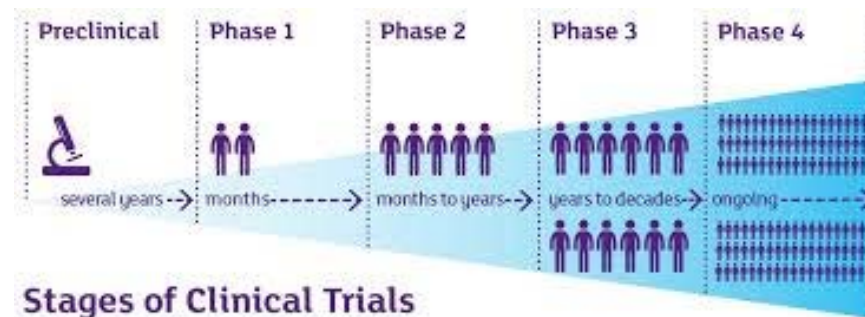 Preclinical
Phase 1
Phase 2
Phase 3
Phase 4
several years
months
months to years
years to decades
ongoing
Stages of Clinical Trials